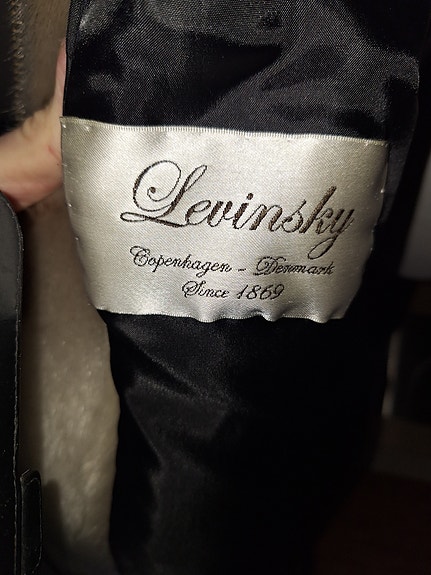 Levinsky
Copenhagen - Denmark
Since 1869